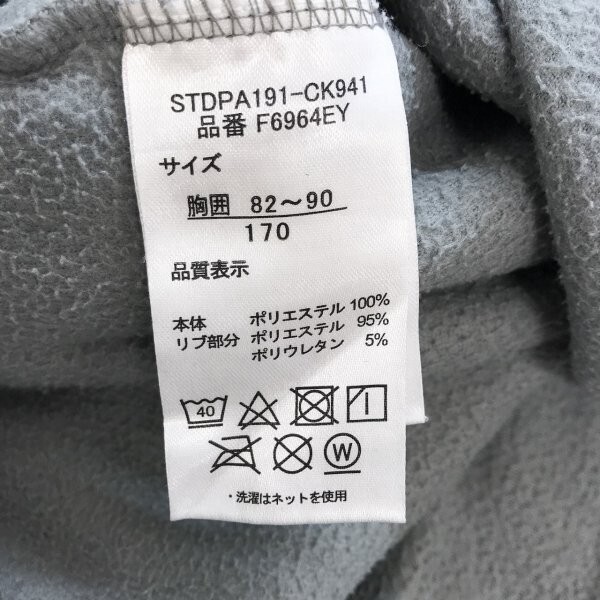 STDPA191-CK941
品番 F6964EY
サイズ
胸囲 82～90
170
品質表示
本体 ポリエステル 100%
リブ部分 ポリエステル 95%
ポリウレタン 5%
40
W
・洗濯はネットを使用